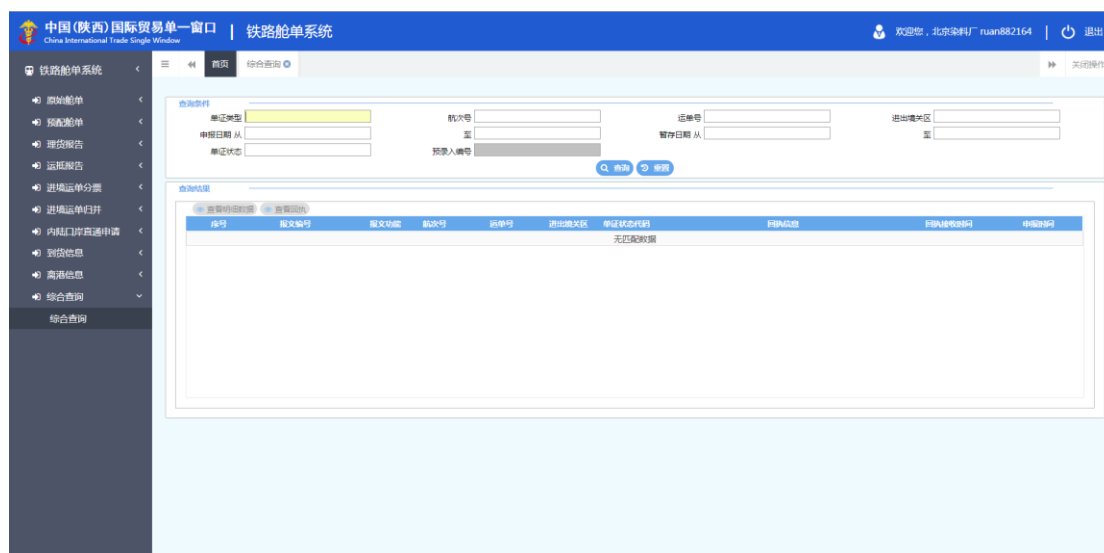 中国(陕西)国际贸易单一窗口 | 铁路舱单系统
China International Trade Single Window
欢迎您,北京染料厂 ruan882164 | 退出
铁路舱单系统
首页 综合查询
关闭操作
原始舱单
预配舱单
理货报告
运抵报告
进境运单分票
进境运单归并
内陆口岸直通申请
到货信息
离港信息
综合查询
综合查询
查询条件
单证类型 航次号 运单号 进出境关区
申报日期 从 至 暂存日期 从 至
单证状态 预录入编号
查询 重置
查询结果
查看明细数据 查看回执
序号 报文编号 报文功能 航次号 运单号 进出境关区 单证状态代码 回执信息 回执接收时间 申报时间
无匹配数据